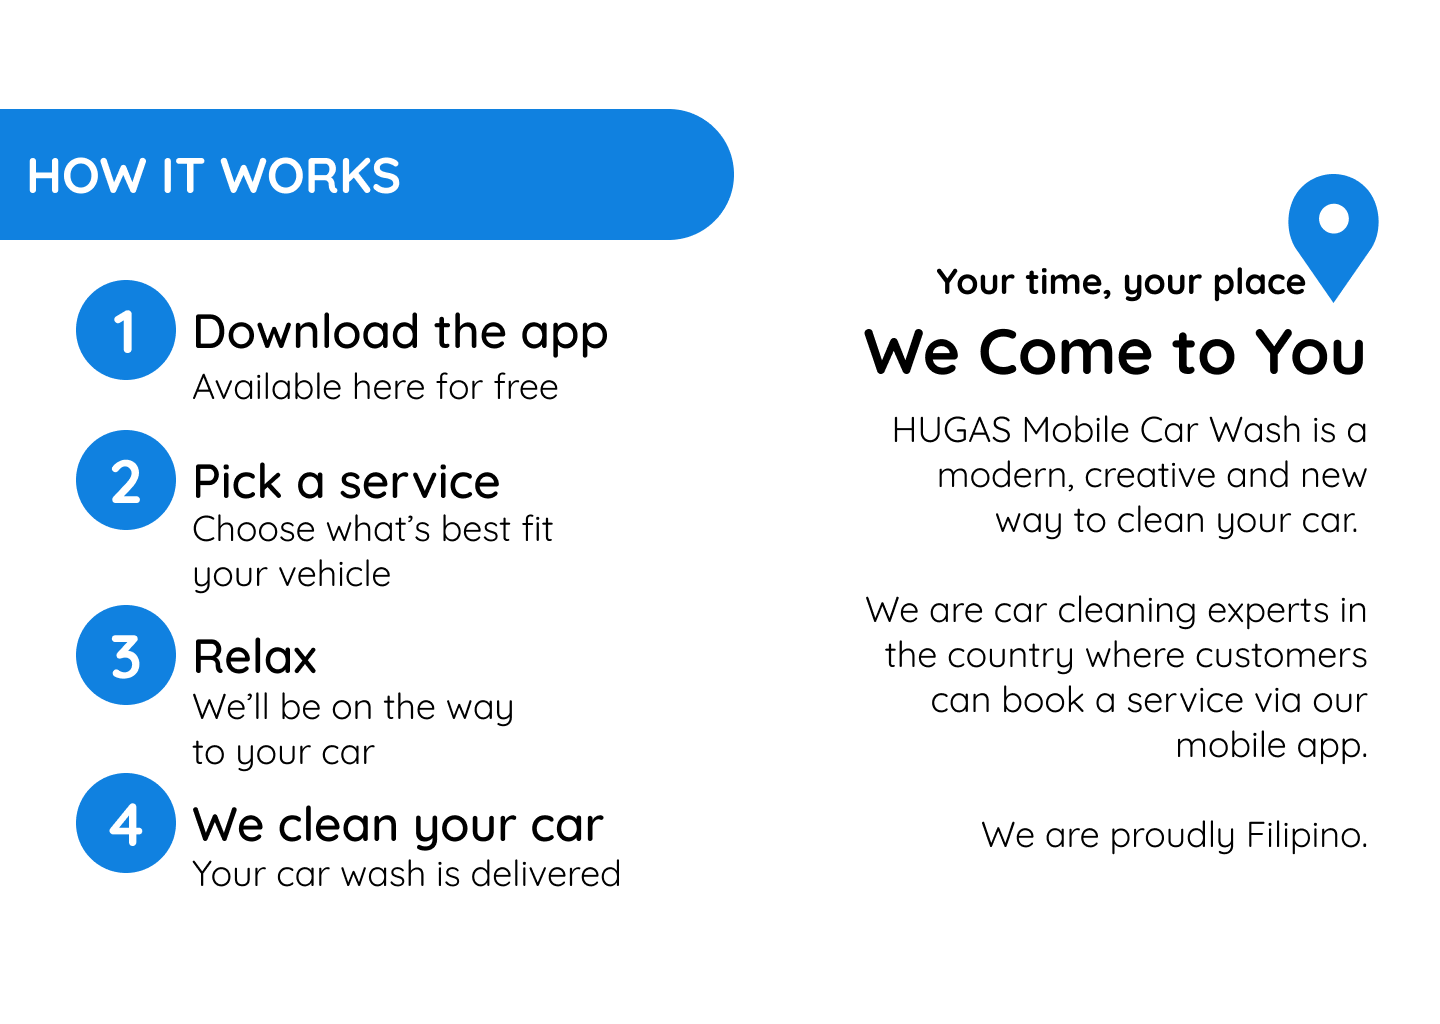 HOW IT WORKS
1
Download the app
Available here for free
2
Pick a service
Choose what’s best fit
your vehicle
3
Relax
We’ll be on the way
to your car
4
We clean your car
Your car wash is delivered
Your time, your place
We Come to You
HUGAS Mobile Car Wash is a
modern, creative and new
way to clean your car.
We are car cleaning experts in
the country where customers
can book a service via our
mobile app.
We are proudly Filipino.